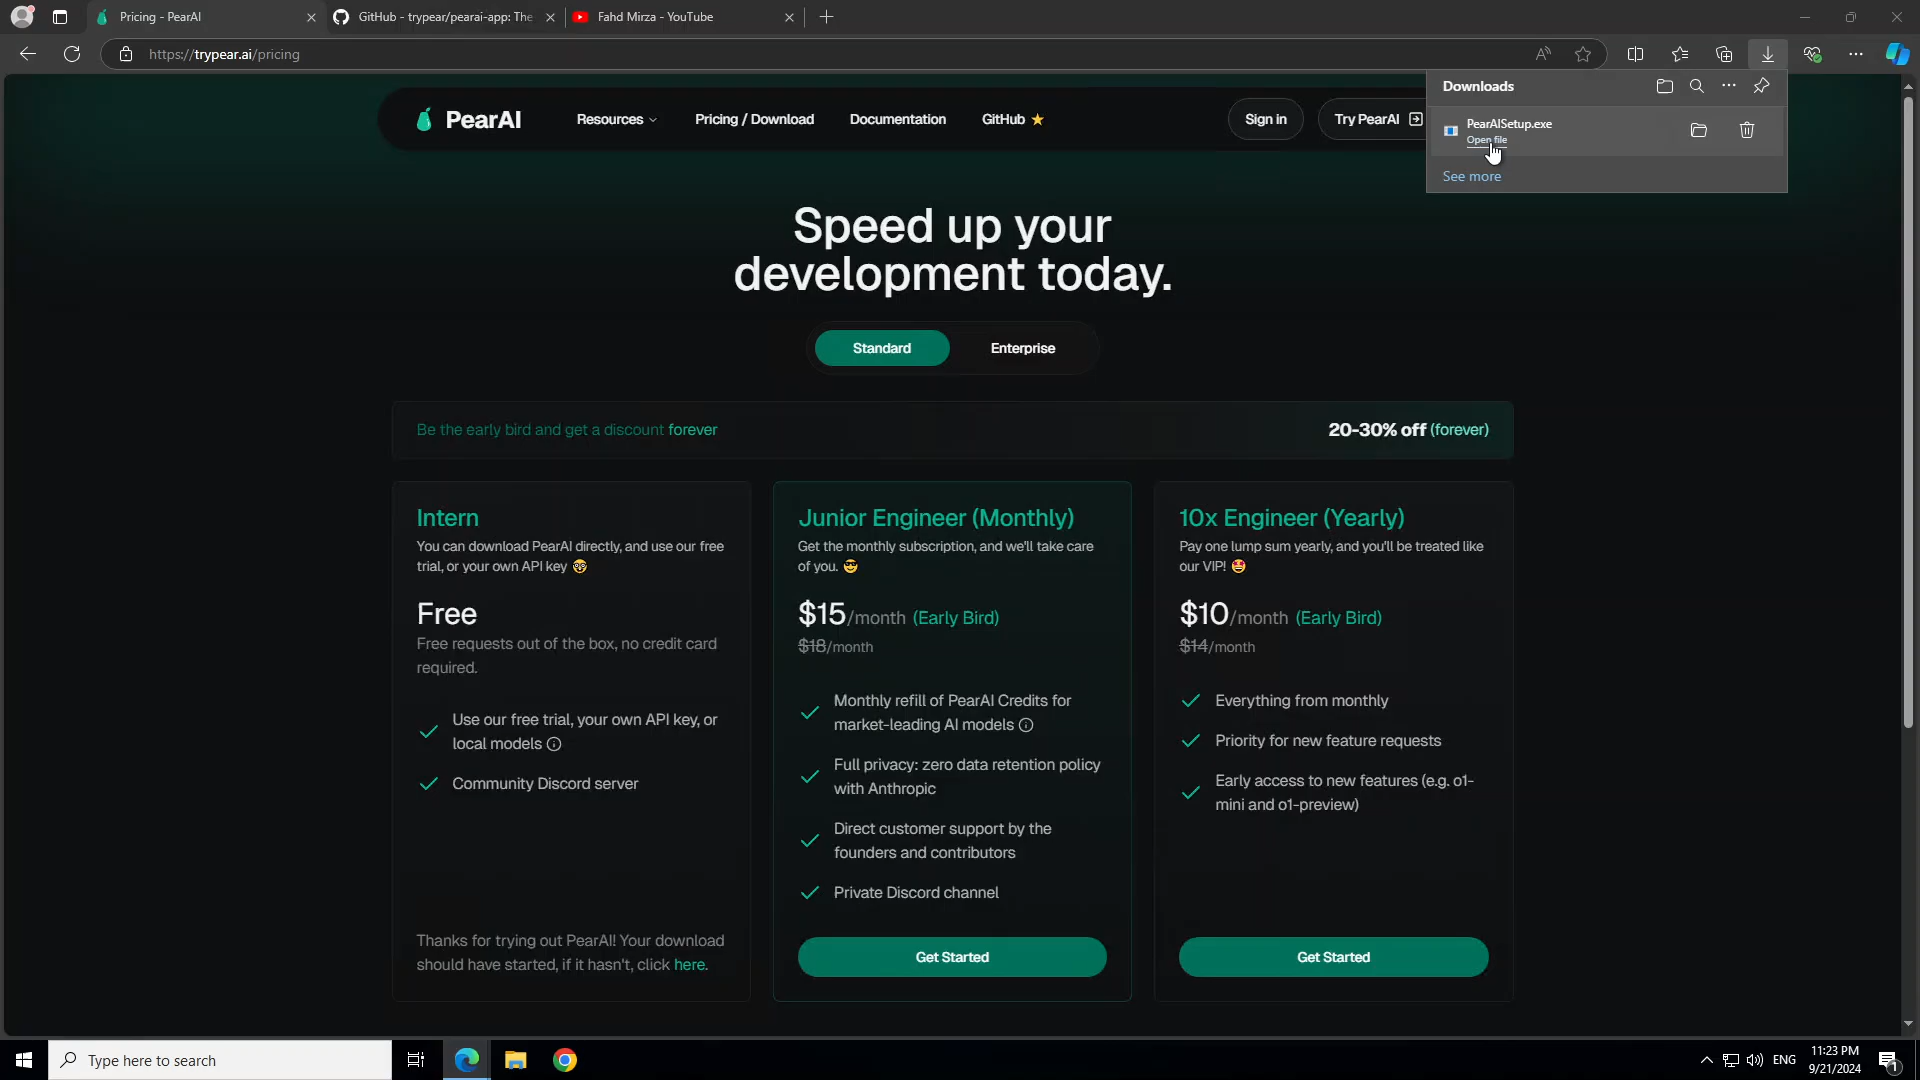 Pricing - PearAI
GitHub - trypear/pearai-app: The
Fahd Mirza - YouTube
https://trypear.ai/pricing
Downloads
PearAISetup.exe
Open file
See more
PearAI
Resources
Pricing / Download
Documentation
GitHub ⭐
Sign in
Try PearAI
Speed up your
development today.
Standard
Enterprise
Be the early bird and get a discount forever
20-30% off (forever)
Intern
You can download PearAI directly, and use our free
trial, or your own API key 🤓
Free
Free requests out of the box, no credit card
required.
Use our free trial, your own API key, or
local models
Community Discord server
Thanks for trying out PearAI! Your download
should have started, if it hasn't, click here.
Junior Engineer (Monthly)
Get the monthly subscription, and we'll take care
of you. 😎
$15/month (Early Bird)
$18/month
Monthly refill of PearAI Credits for
market-leading AI models
Full privacy: zero data retention policy
with Anthropic
Direct customer support by the
founders and contributors
Private Discord channel
Get Started
10x Engineer (Yearly)
Pay one lump sum yearly, and you'll be treated like
our VIP! 🤩
$10/month (Early Bird)
$14/month
Everything from monthly
Priority for new feature requests
Early access to new features (e.g. o1-
mini and o1-preview)
Get Started
Type here to search
ENG
11:23 PM
9/21/2024
1